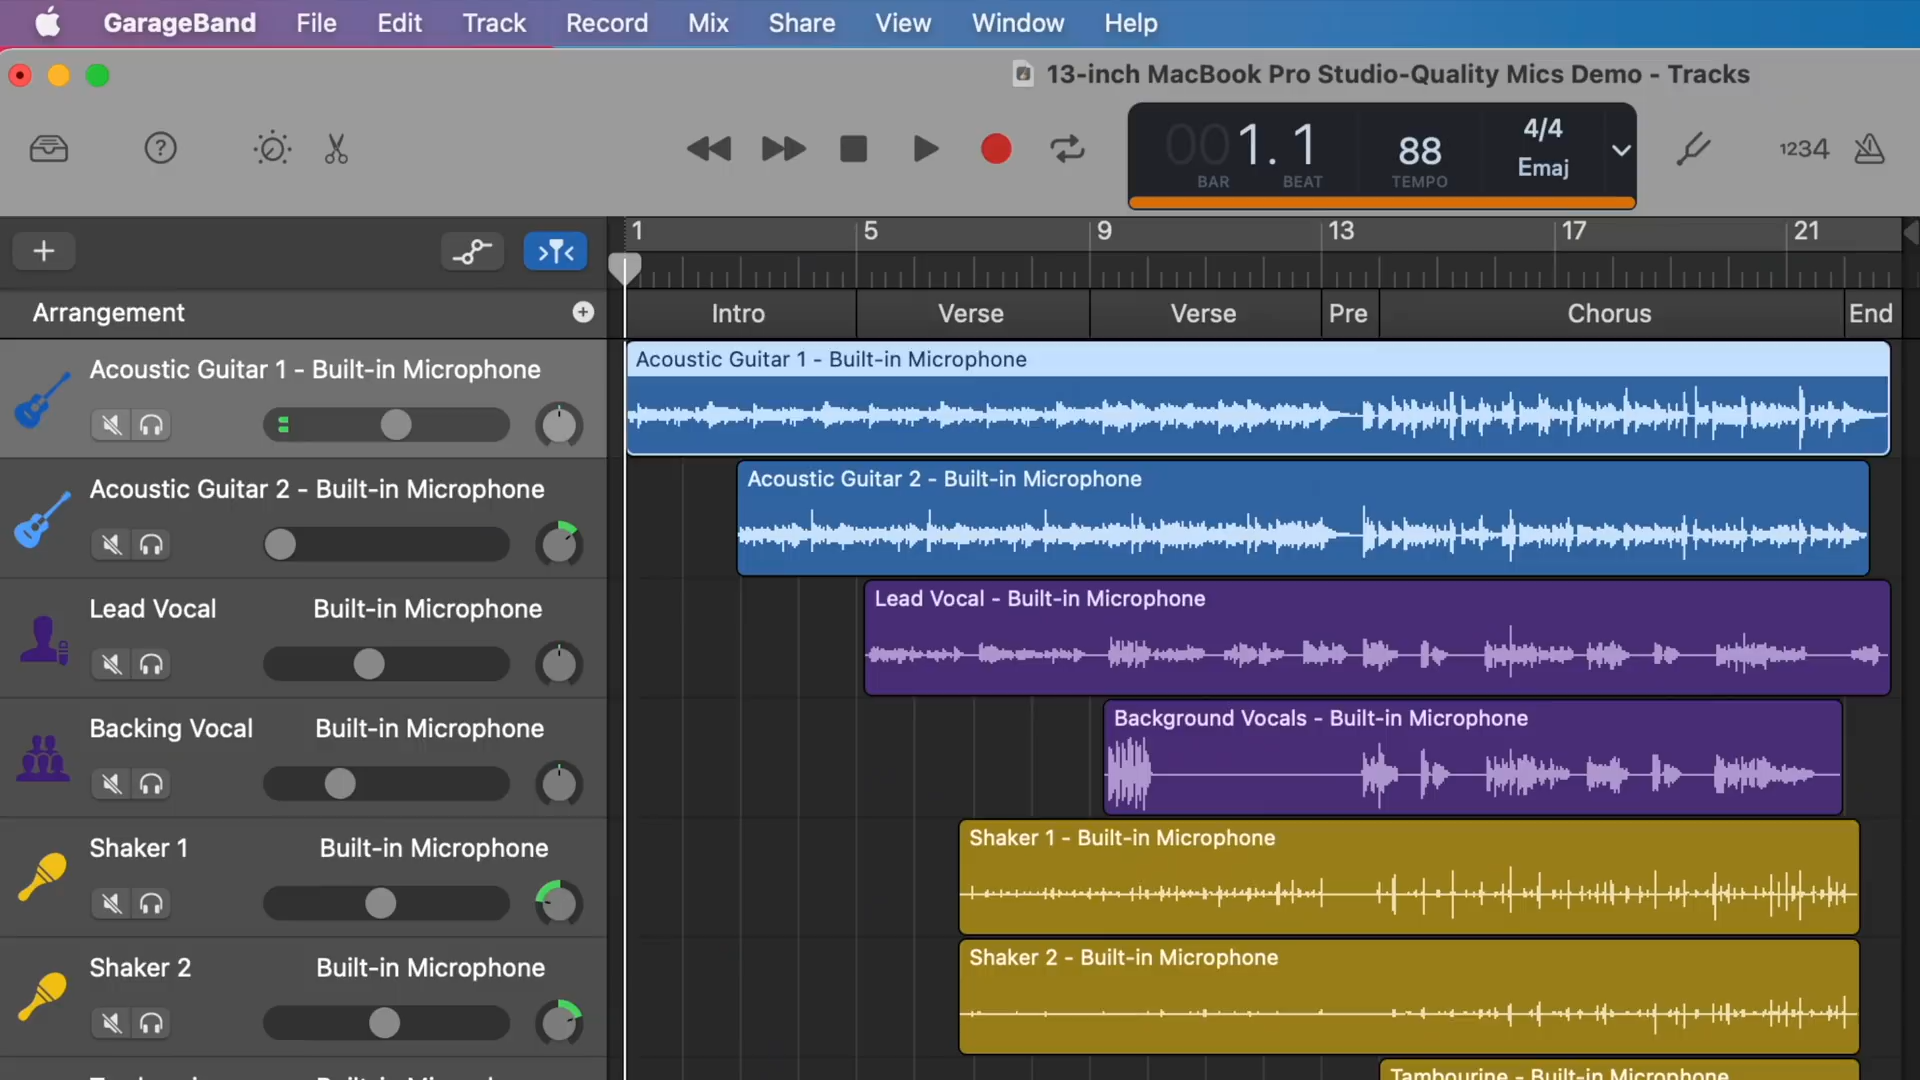 GarageBand File Edit Track Record Mix Share View Window Help
13-inch MacBook Pro Studio-Quality Mics Demo - Tracks
001. 1 88 4/4
Emaj
BAR BEAT TEMPO
1234
1 5 9 13 17 21
Arrangement
Intro Verse Verse Pre Chorus End
Acoustic Guitar 1 - Built-in Microphone
Acoustic Guitar 1 - Built-in Microphone
Acoustic Guitar 2 - Built-in Microphone
Acoustic Guitar 2 - Built-in Microphone
Lead Vocal Built-in Microphone
Lead Vocal - Built-in Microphone
Backing Vocal Built-in Microphone
Background Vocals - Built-in Microphone
Shaker 1 Built-in Microphone
Shaker 1 - Built-in Microphone
Shaker 2 Built-in Microphone
Shaker 2 - Built-in Microphone
Tambourine - Built-in Microphone